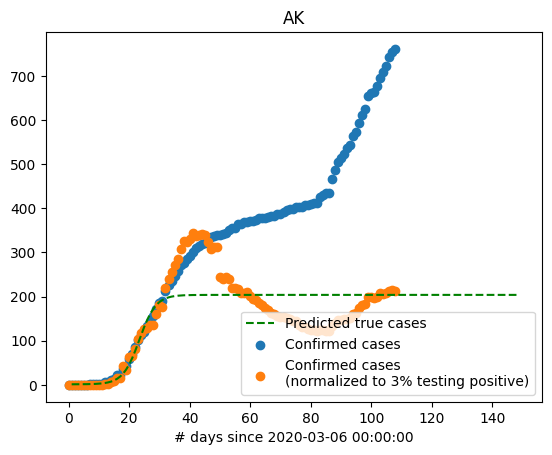 AK
700
600
500
400
300
200
100
0
Predicted true cases
Confirmed cases
Confirmed cases
(normalized to 3% testing positive)
0 20 40 60 80 100 120 140
# days since 2020-03-06 00:00:00